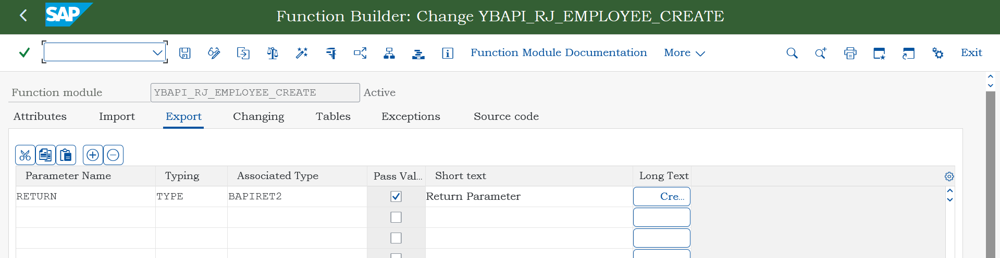 SAP Function Builder: Change YBAPI_RJ_EMPLOYEE_CREATE
Function Module Documentation More Exit
Function module YBAPI_RJ_EMPLOYEE_CREATE Active
Attributes Import Export Changing Tables Exceptions Source code
Parameter Name Typing Associated Type Pass Val... Short text Long Text
RETURN TYPE BAPIRET2 Return Parameter Cre...